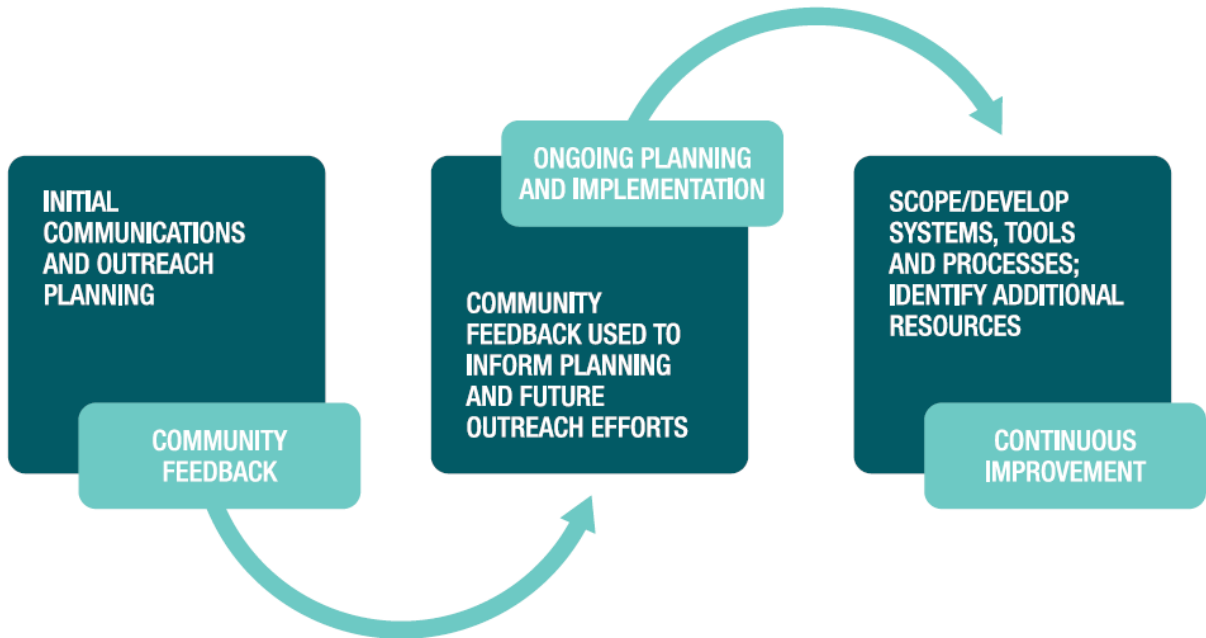 INITIAL
COMMUNICATIONS
AND OUTREACH
PLANNING
COMMUNITY
FEEDBACK
ONGOING PLANNING
AND IMPLEMENTATION
COMMUNITY
FEEDBACK USED TO
INFORM PLANNING
AND FUTURE
OUTREACH EFFORTS
SCOPE/DEVELOP
SYSTEMS, TOOLS
AND PROCESSES;
IDENTIFY ADDITIONAL
RESOURCES
CONTINUOUS
IMPROVEMENT